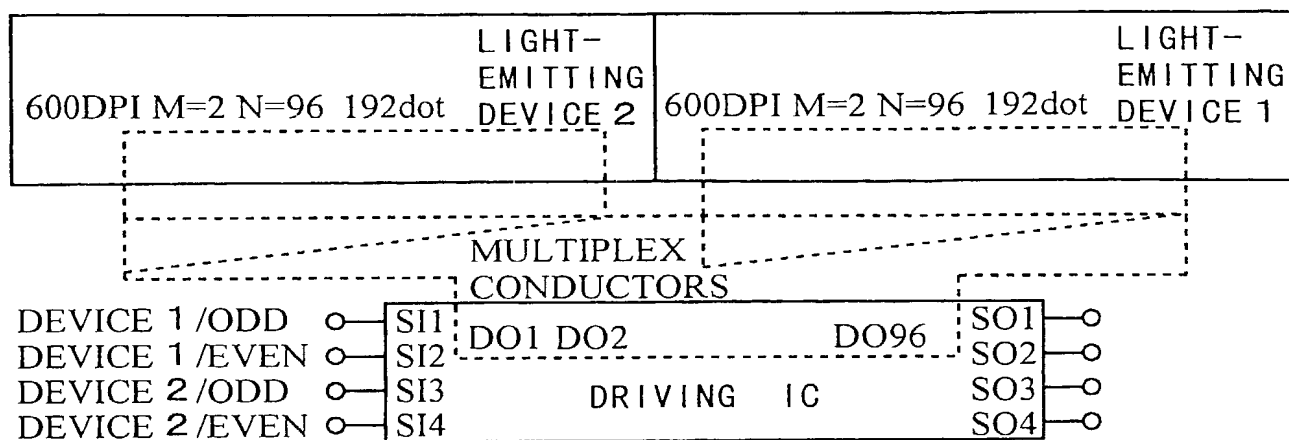 LIGHT-
EMITTING
DEVICE 2
600DPI M=2 N=96 192dot
LIGHT-
EMITTING
DEVICE 1
600DPI M=2 N=96 192dot
MULTIPLEX
CONDUCTORS
DEVICE 1/ODD SI1 DO1 DO2 DO96 SO1
DEVICE 1/EVEN SI2 SO2
DEVICE 2/ODD SI3 DRIVING IC SO3
DEVICE 2/EVEN SI4 SO4